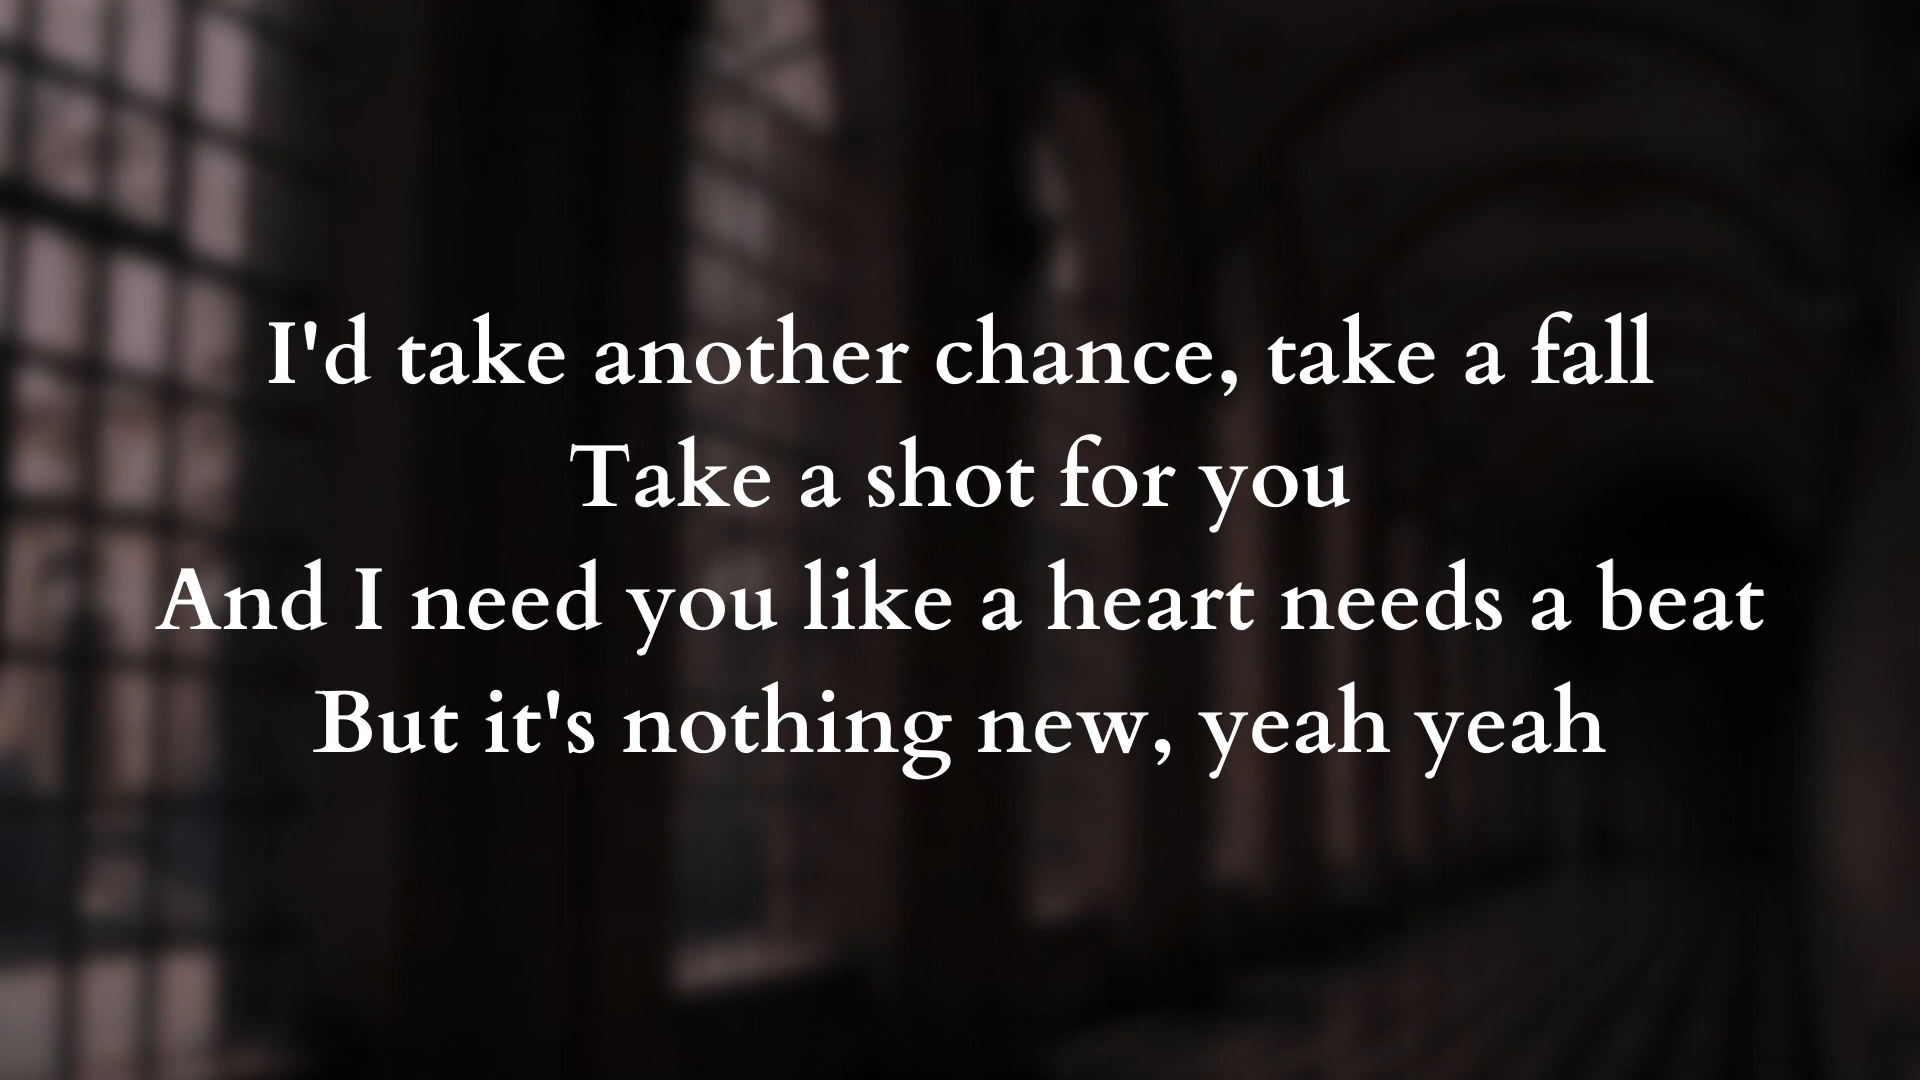 I'd take another chance, take a fall
Take a shot for you
And I need you like a heart needs a beat
But it's nothing new, yeah yeah